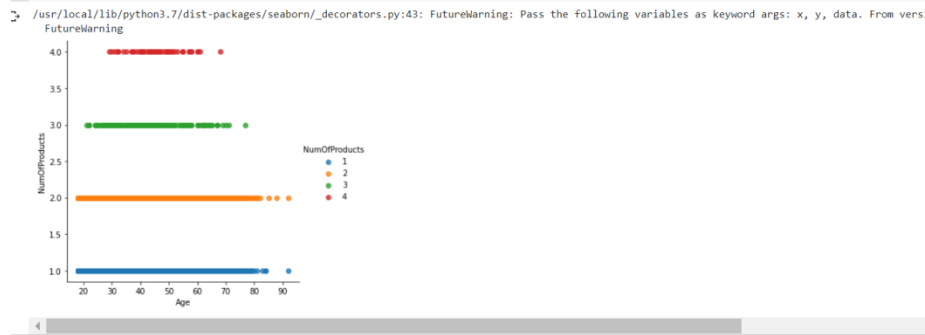 /usr/local/lib/python3.7/dist-packages/seaborn/_decorators.py:43: FutureWarning: Pass the following variables as keyword args: x, y, data. From vers
FutureWarning
4.0
3.5
3.0
2.5
2.0
1.5
1.0
NumOfProducts
20 30 40 50 60 70 80 90
Age
NumOfProducts
1
2
3
4